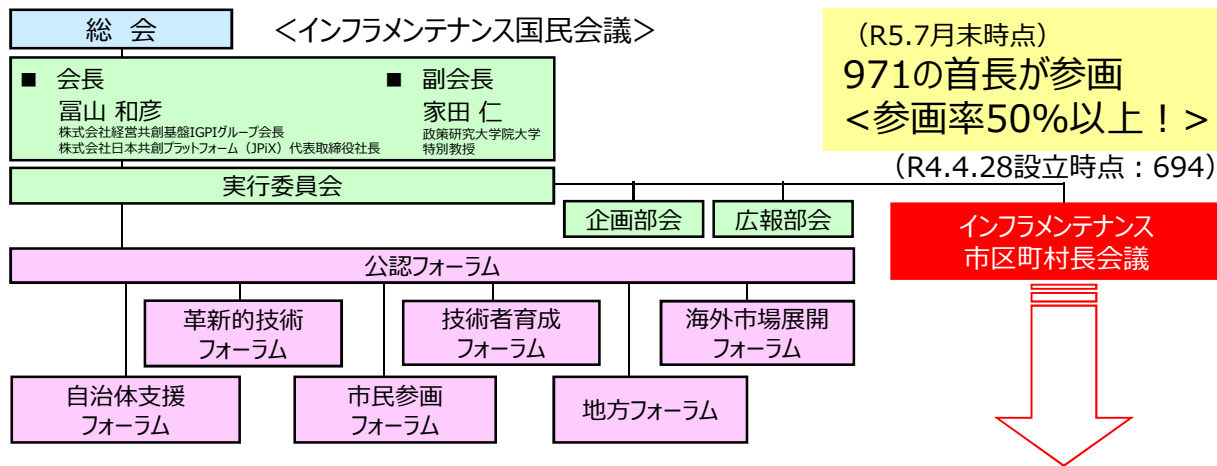 総 会
＜インフラメンテナンス国民会議＞
■ 会長
冨山 和彦
株式会社経営共創基盤IGPIグループ会長
株式会社日本共創プラットフォーム（JPiX）代表取締役社長
■ 副会長
家田 仁
政策研究大学院大学
特別教授
（R5.7月末時点）
971の首長が参画
＜参画率50%以上！＞
（R4.4.28設立時点：694）
実行委員会
企画部会
広報部会
インフラメンテナンス
市区町村長会議
公認フォーラム
革新的技術
フォーラム
技術者育成
フォーラム
海外市場展開
フォーラム
自治体支援
フォーラム
市民参画
フォーラム
地方フォーラム